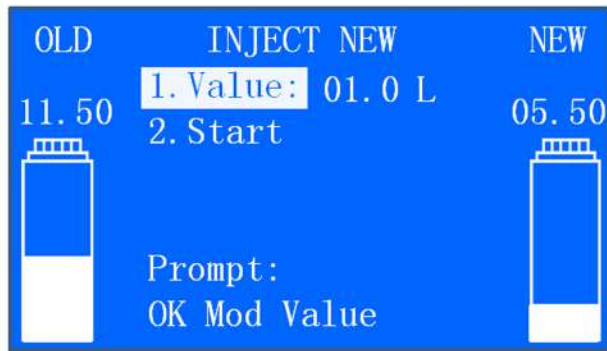 OLD INJECT NEW NEW
1.Value: 01.0 L
11.50 05.50
2.Start
Prompt:
OK Mod Value